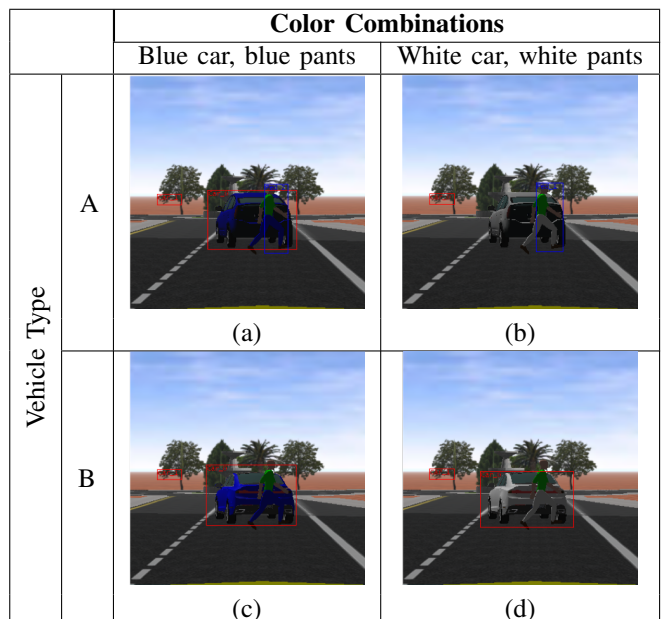 Color Combinations
Blue car, blue pants
White car, white pants
Vehicle Type
A
(a)
(b)
B
(c)
(d)